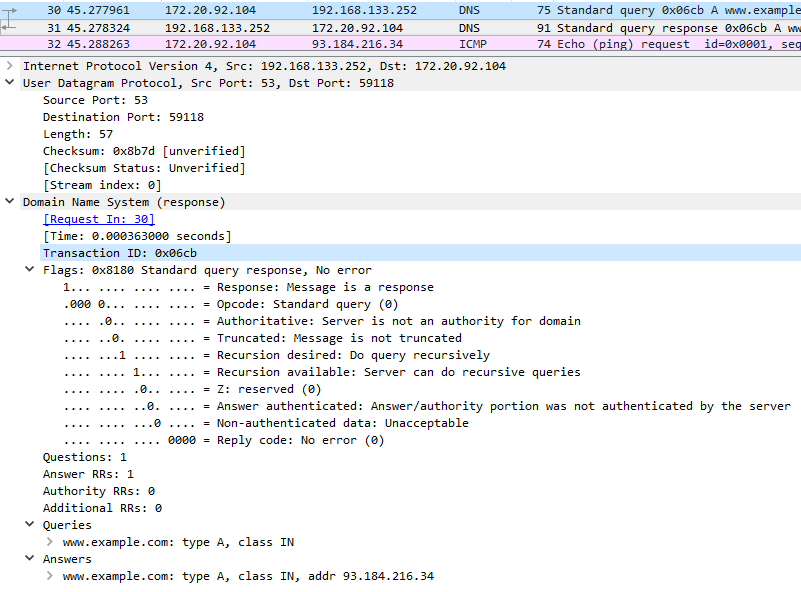 30 45.277961 172.20.92.104 192.168.133.252 DNS 75 Standard query 0x06cb A www.example
31 45.278324 192.168.133.252 172.20.92.104 DNS 91 Standard query response 0x06cb A ww
32 45.288263 172.20.92.104 93.184.216.34 ICMP 74 Echo (ping) request id=0x0001, seq
Internet Protocol Version 4, Src: 192.168.133.252, Dst: 172.20.92.104
User Datagram Protocol, Src Port: 53, Dst Port: 59118
Source Port: 53
Destination Port: 59118
Length: 57
Checksum: 0x8b7d [unverified]
[Checksum Status: Unverified]
[Stream index: 0]
Domain Name System (response)
[Request In: 30]
[Time: 0.000363000 seconds]
Transaction ID: 0x06cb
Flags: 0x8180 Standard query response, No error
1... .... .... .... = Response: Message is a response
.000 0... .... .... = Opcode: Standard query (0)
.... .0.. .... .... = Authoritative: Server is not an authority for domain
.... ..0. .... .... = Truncated: Message is not truncated
.... ...1 .... .... = Recursion desired: Do query recursively
.... .... 1... .... = Recursion available: Server can do recursive queries
.... .... .0.. .... = Z: reserved (0)
.... .... ..0. .... = Answer authenticated: Answer/authority portion was not authenticated by the server
.... .... ...0 .... = Non-authenticated data: Unacceptable
.... .... .... 0000 = Reply code: No error (0)
Questions: 1
Answer RRs: 1
Authority RRs: 0
Additional RRs: 0
Queries
www.example.com: type A, class IN
Answers
www.example.com: type A, class IN, addr 93.184.216.34